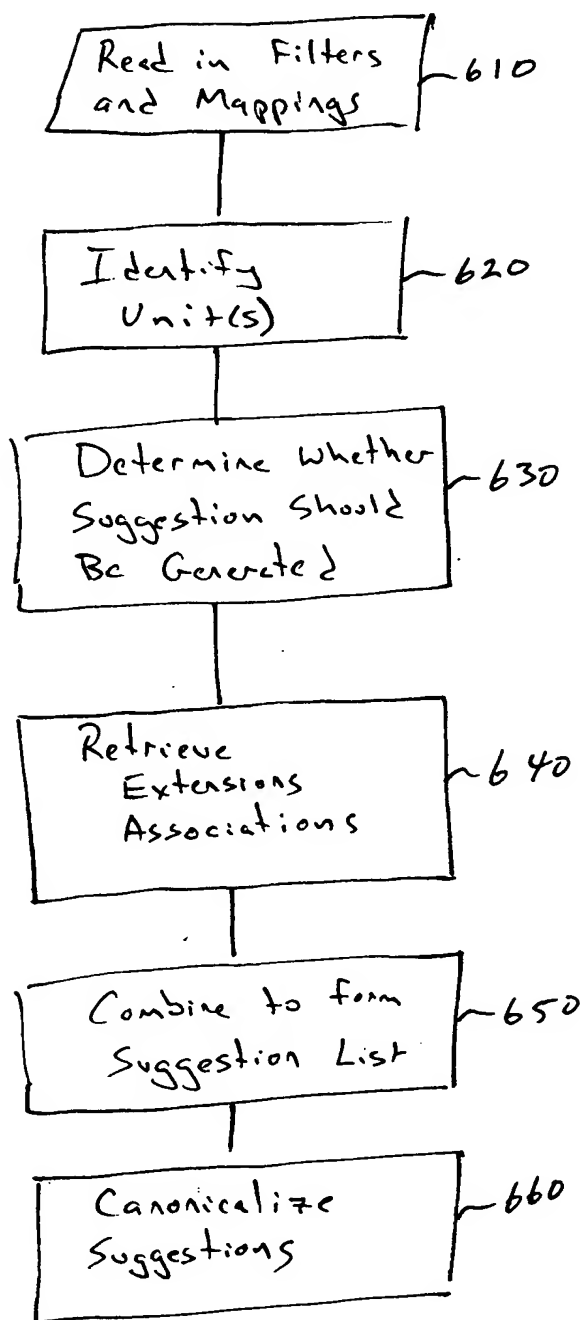 Read in Filters
and Mappings
610
Identify
Unit(s)
620
Determine whether
Suggestion Should
Be Generated
630
Retrieve
Extensions
Associations
640
Combine to form
Suggestion List
650
Canonicalize
Suggestions
660